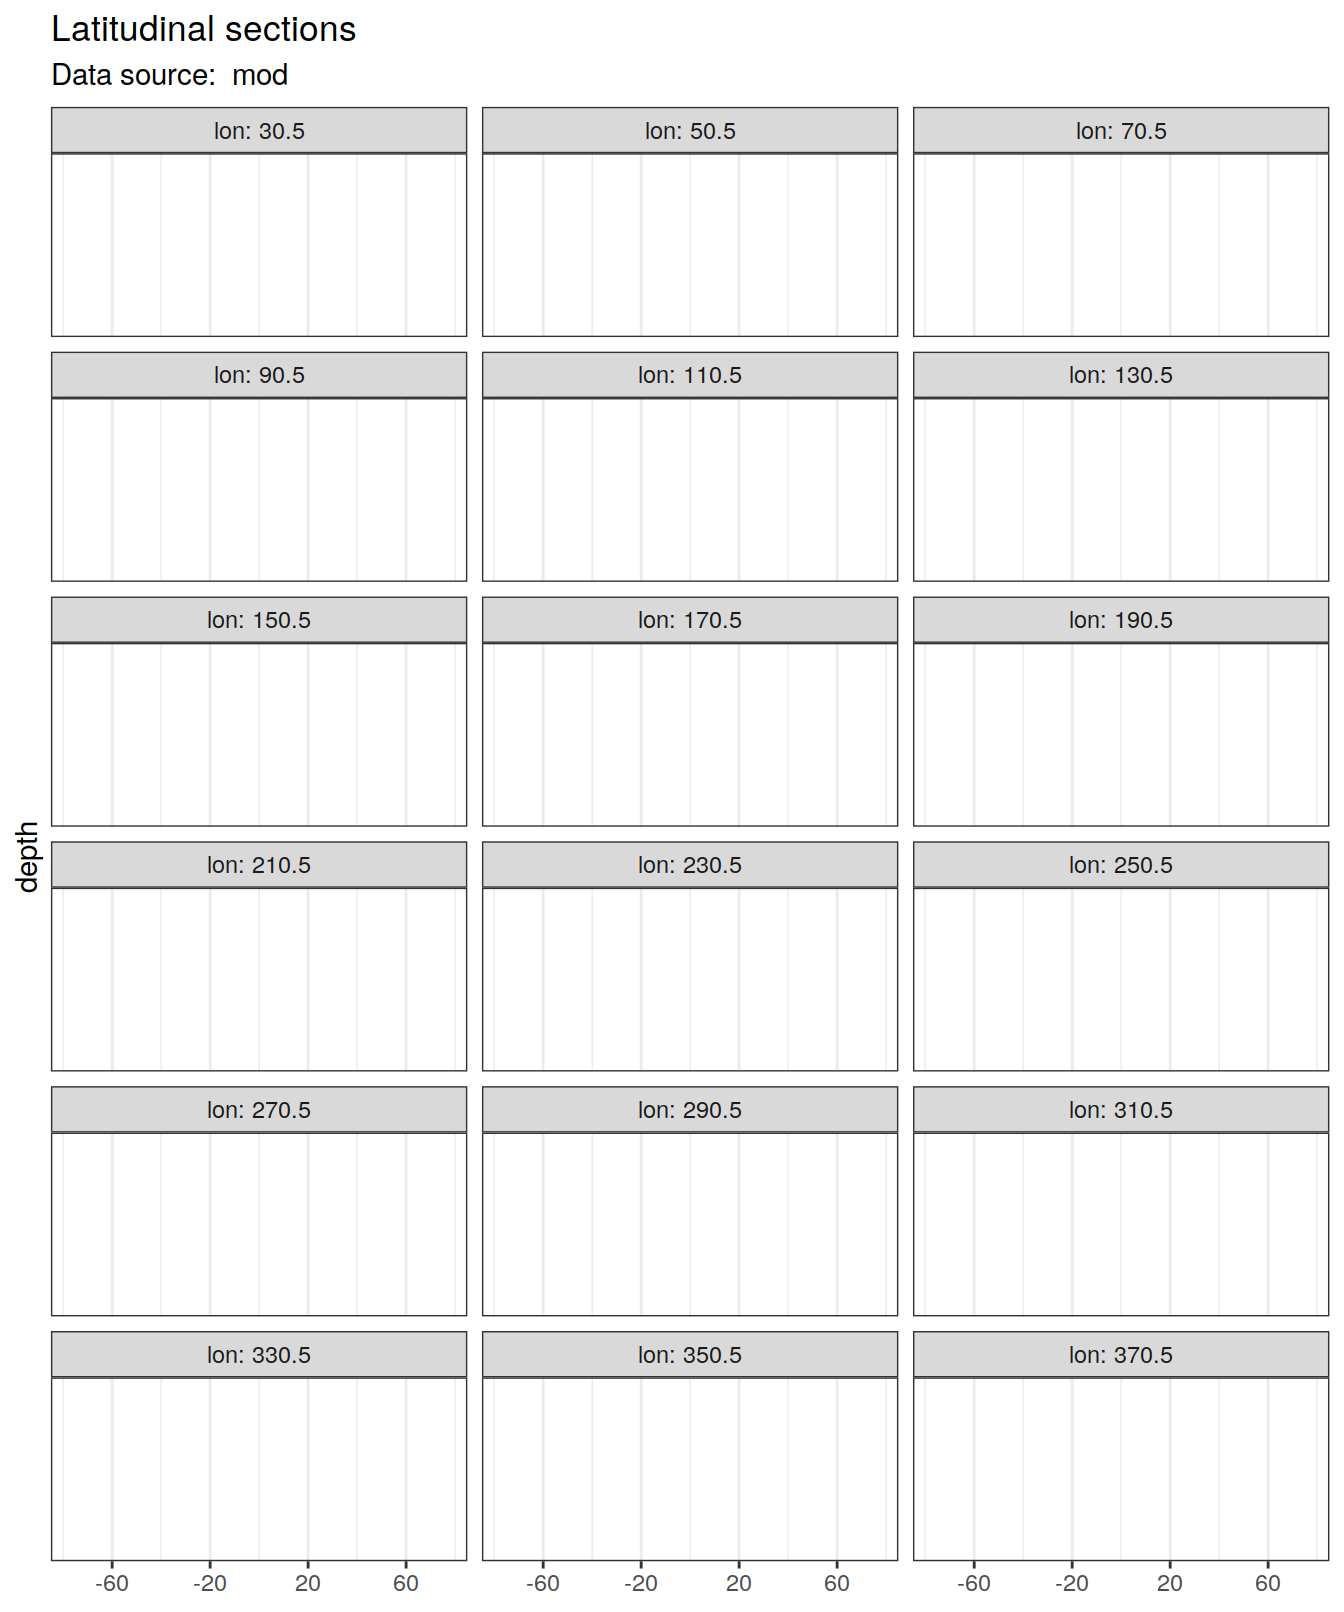 Latitudinal sections
Data source:  mod
lon: 30.5
lon: 50.5
lon: 70.5
lon: 90.5
lon: 110.5
lon: 130.5
lon: 150.5
lon: 170.5
lon: 190.5
depth
lon: 210.5
lon: 230.5
lon: 250.5
lon: 270.5
lon: 290.5
lon: 310.5
lon: 330.5
lon: 350.5
lon: 370.5
-60 -20 20 60 -60 -20 20 60 -60 -20 20 60